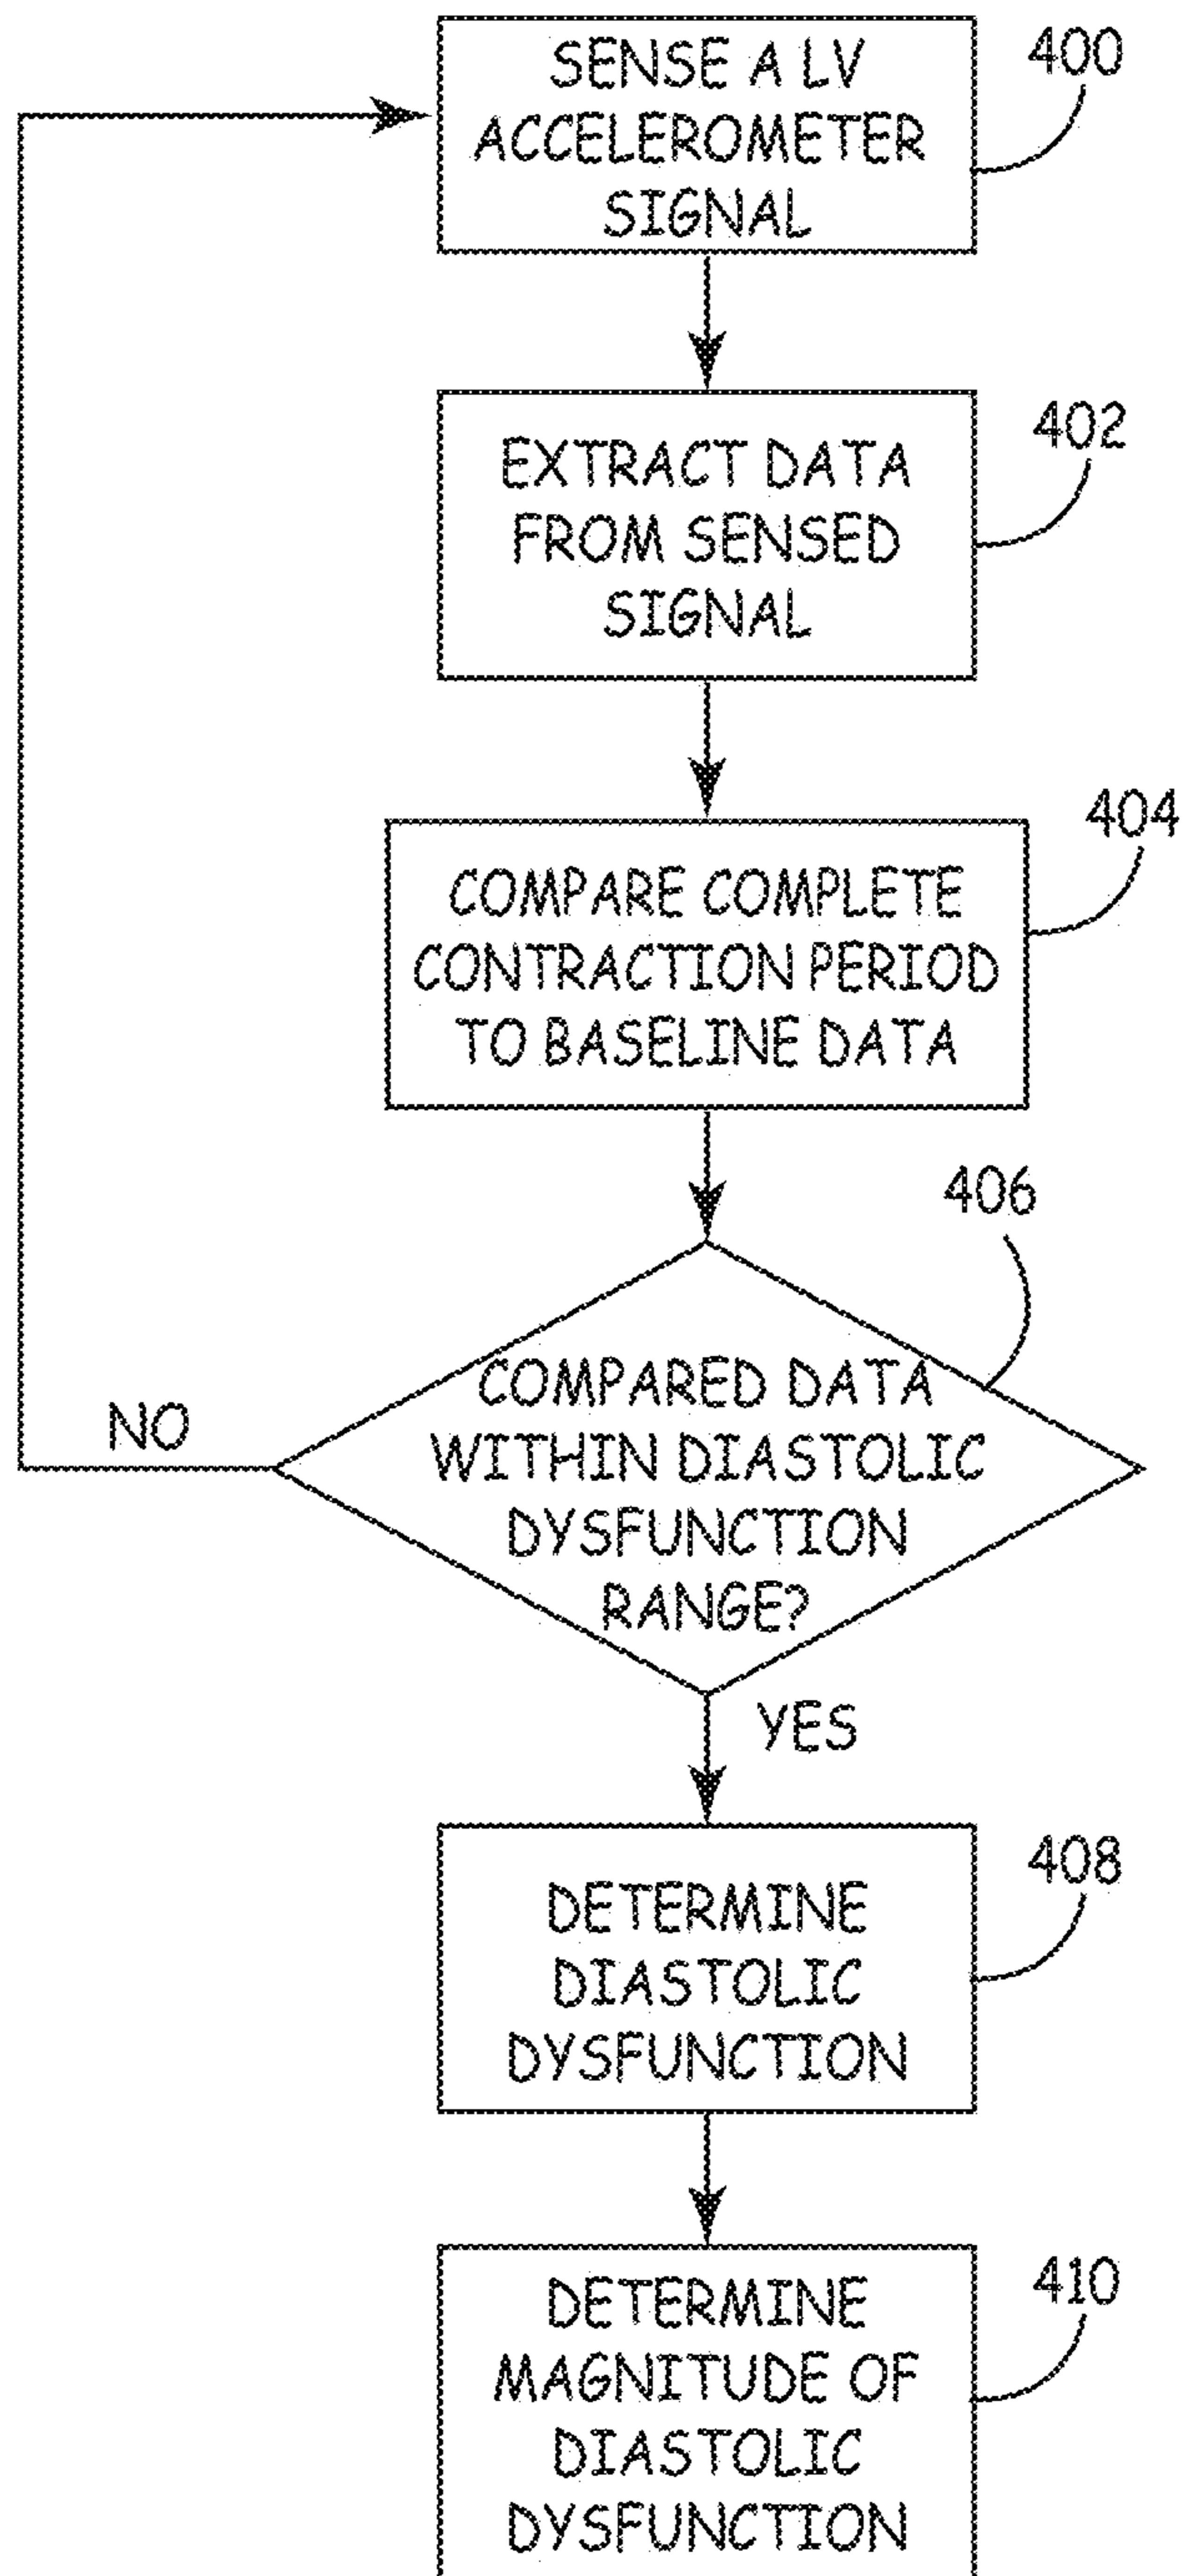 SENSE A LV
ACCELEROMETER
SIGNAL
400
EXTRACT DATA
FROM SENSED
SIGNAL
402
COMPARE COMPLETE
CONTRACTION PERIOD
TO BASELINE DATA
404
406
COMPARED DATA
WITHIN DIASTOLIC
DYSFUNCTION
RANGE?
NO
YES
DETERMINE
DIASTOLIC
DYSFUNCTION
408
DETERMINE
MAGNITUDE OF
DIASTOLIC
DYSFUNCTION
410